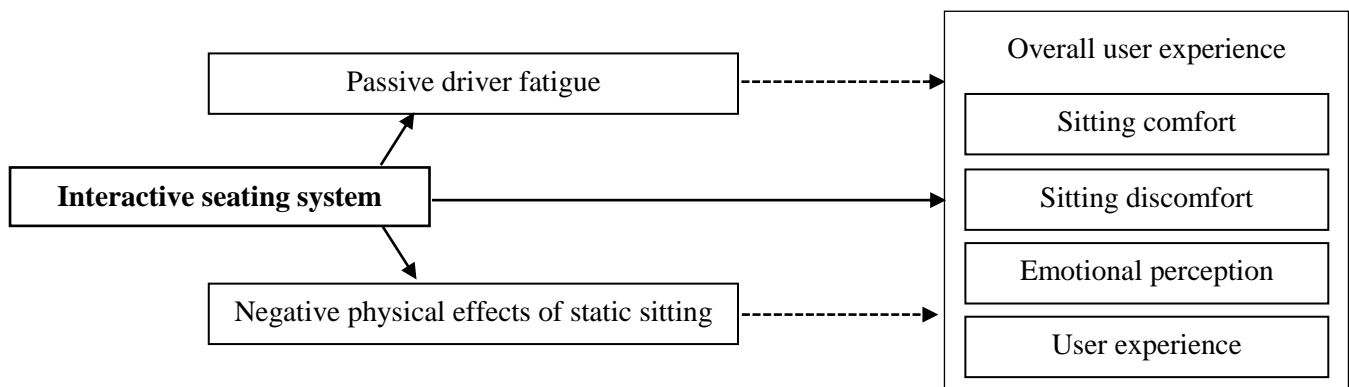 Overall user experience
Passive driver fatigue
Sitting comfort
Interactive seating system
Sitting discomfort
Emotional perception
Negative physical effects of static sitting
User experience